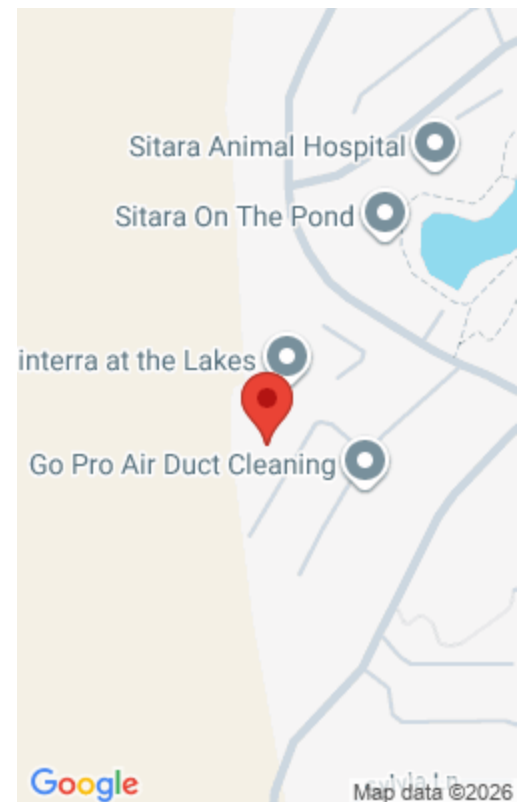 Sitara Animal Hospital
Sitara On The Pond
interra at the Lakes
Go Pro Air Duct Cleaning
Google
Map data ©2026